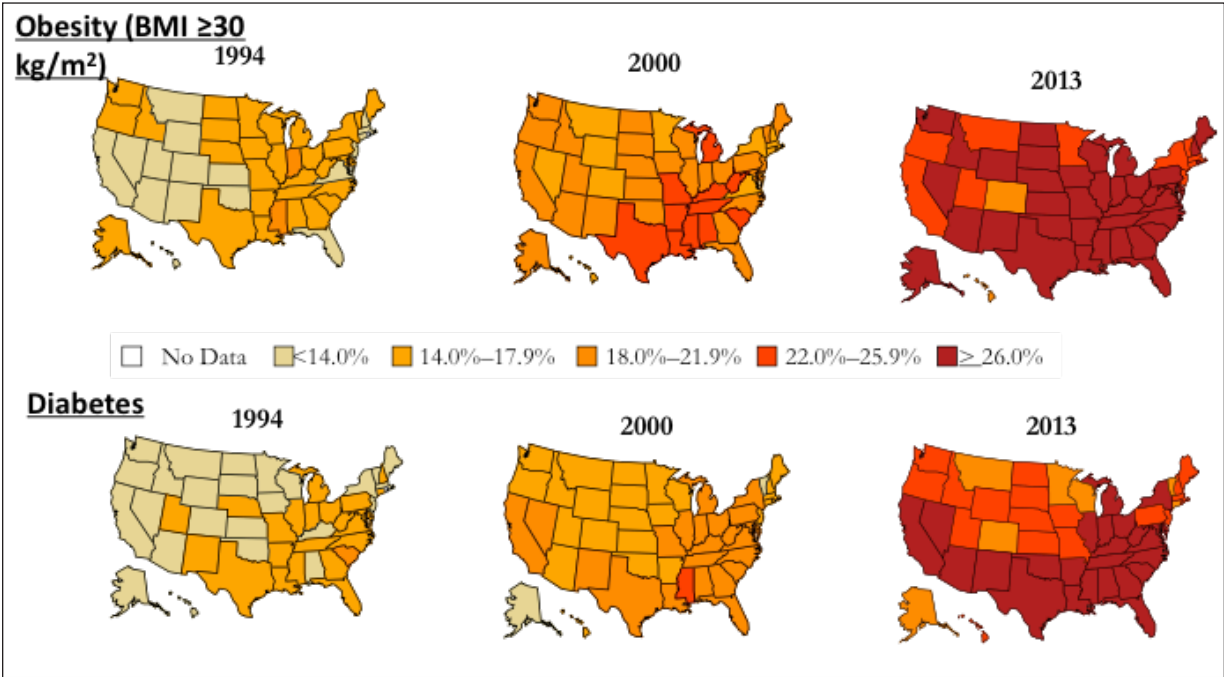 Obesity (BMI ≥30
kg/m²)
1994
2000
2013
No Data <14.0% 14.0%–17.9% 18.0%–21.9% 22.0%–25.9% ≥ 26.0%
Diabetes
1994
2000
2013